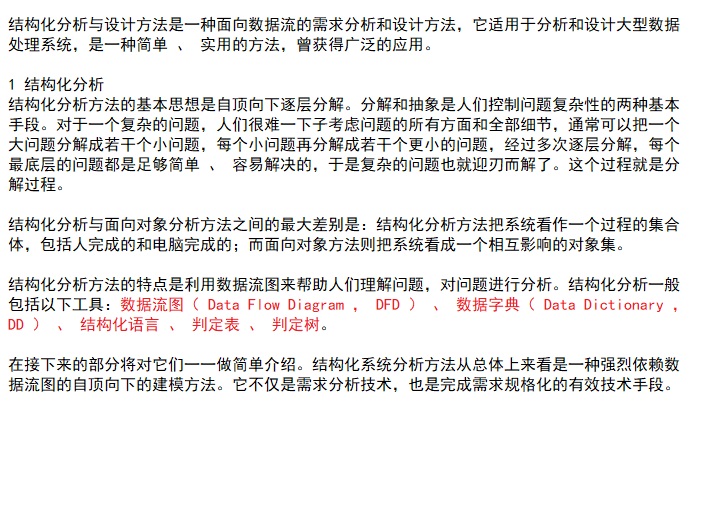 结构化分析与设计方法是一种面向数据流的需求分析和设计方法，它适用于分析和设计大型数据
处理系统，是一种简单 、 实用的方法，曾获得广泛的应用。
1 结构化分析
结构化分析方法的基本思想是自顶向下逐层分解。分解和抽象是人们控制问题复杂性的两种基本
手段。对于一个复杂的问题，人们很难一下子考虑问题的所有方面和全部细节，通常可以把一个
大问题分解成若干个小问题，每个小问题再分解成若干个更小的问题，经过多次逐层分解，每个
最底层的问题都是足够简单 、 容易解决的，于是复杂的问题也就迎刃而解了。这个过程就是分
解过程。
结构化分析与面向对象分析方法之间的最大差别是：结构化分析方法把系统看作一个过程的集合
体，包括人完成的和电脑完成的；而面向对象方法则把系统看成一个相互影响的对象集。
结构化分析方法的特点是利用数据流图来帮助人们理解问题，对问题进行分析。结构化分析一般
包括以下工具：数据流图（ Data Flow Diagram ， DFD ） 、 数据字典（ Data Dictionary ，
DD ） 、 结构化语言 、 判定表 、 判定树。
在接下来的部分将对它们一一做简单介绍。结构化系统分析方法从总体上来看是一种强烈依赖数
据流图的自顶向下的建模方法。它不仅是需求分析技术，也是完成需求规格化的有效技术手段。